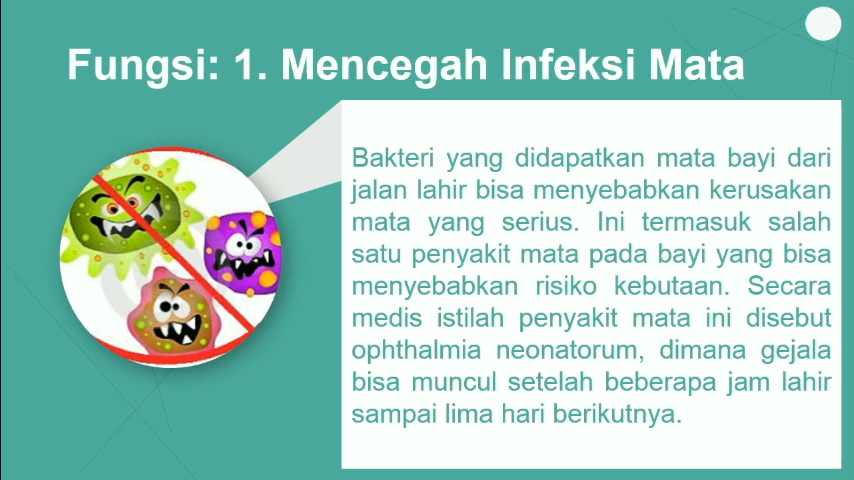 Fungsi: 1. Mencegah Infeksi Mata
Bakteri yang didapatkan mata bayi dari
jalan lahir bisa menyebabkan kerusakan
mata yang serius. Ini termasuk salah
satu penyakit mata pada bayi yang bisa
menyebabkan risiko kebutaan. Secara
medis istilah penyakit mata ini disebut
ophthalmia neonatorum, dimana gejala
bisa muncul setelah beberapa jam lahir
sampai lima hari berikutnya.